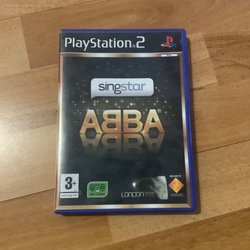 PlayStation 2
singstar
ABBA
3+
LONDON
SONY